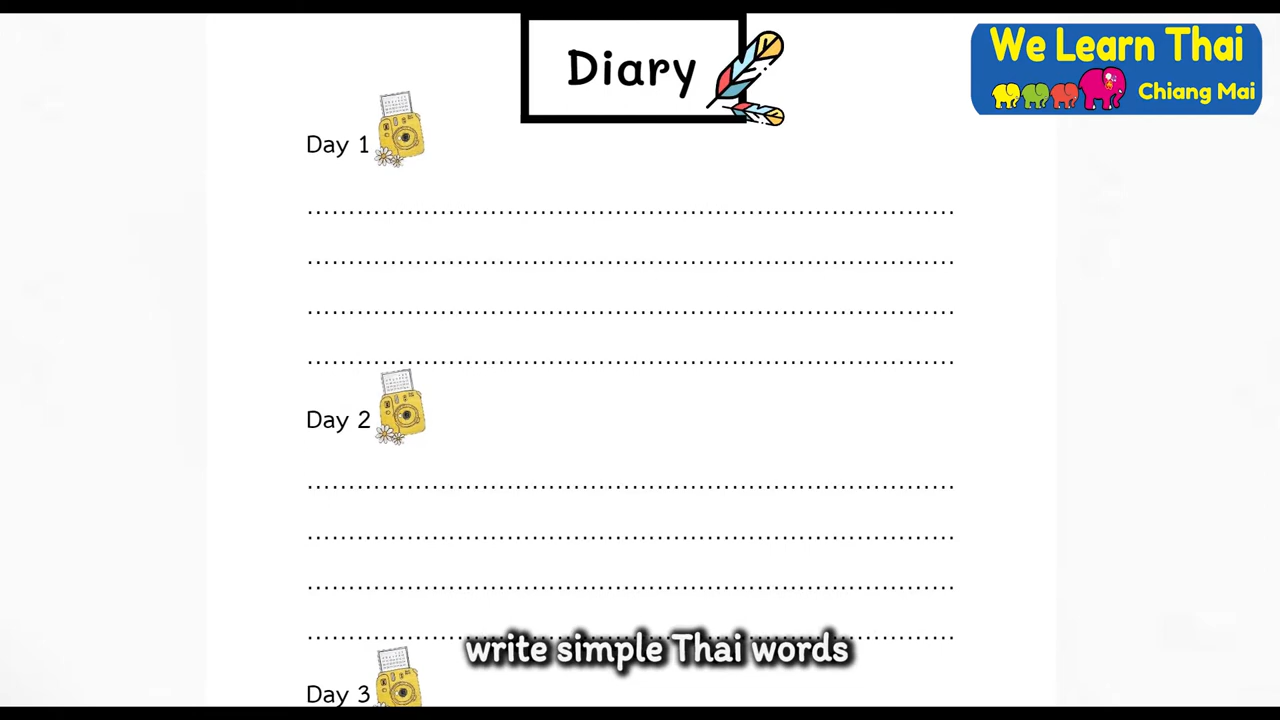 Diary
We Learn Thai
Chiang Mai
Day 1
Day 2
write simple Thai words
Day 3